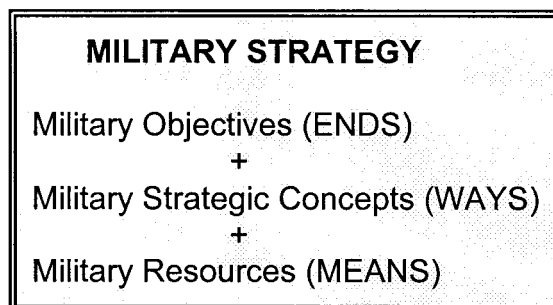 MILITARY STRATEGY
Military Objectives (ENDS)
+
Military Strategic Concepts (WAYS)
+
Military Resources (MEANS)